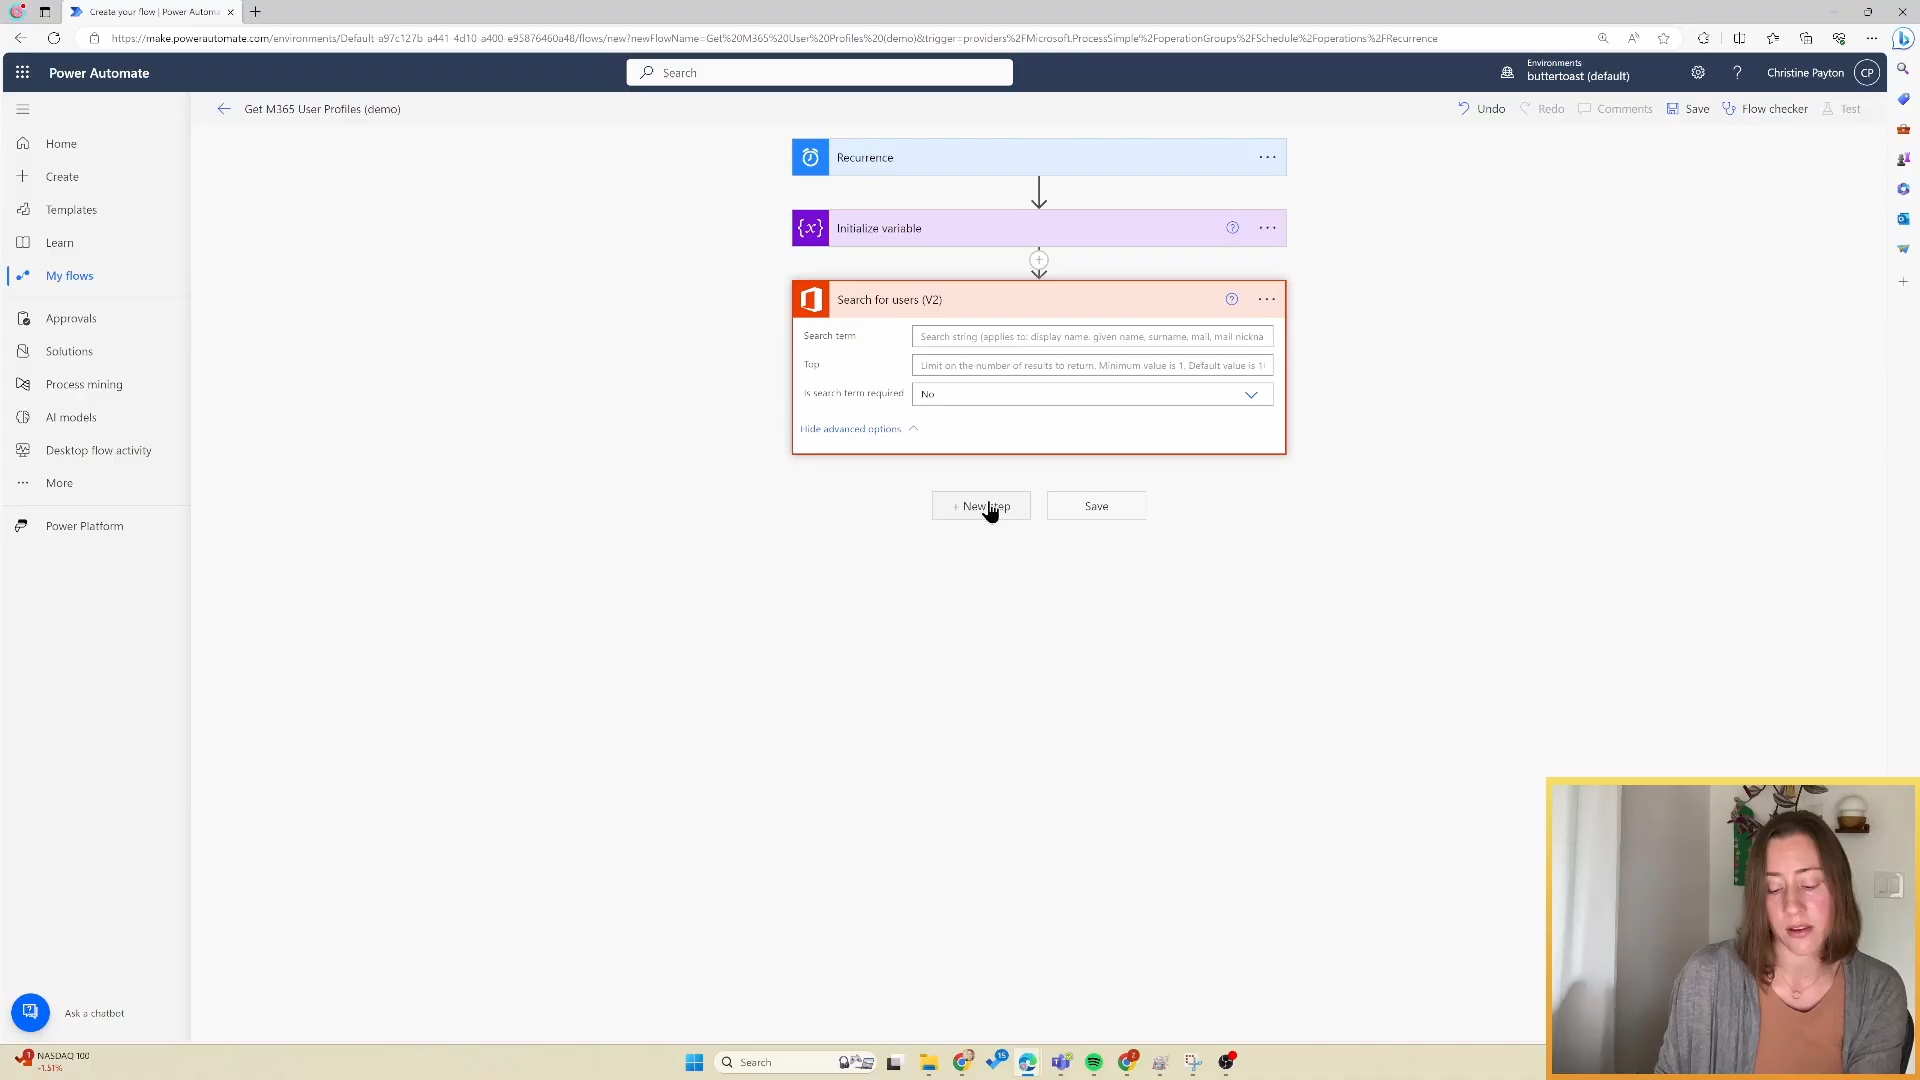 Create your flow | Power Automa
https://make.powerautomate.com/environments/Default-a97c127b-a441-4d10-a400-e95876460a48/flows/new?newFlowName=Get%20M365%20User%20Profiles%20(demo)&trigger=providers%2FMicrosoft.ProcessSimple%2FoperationGroups%2FSchedule%2Foperations%2FRecurrence
Power Automate
Search
Environments
buttertoast (default)
Christine Payton
CP
Get M365 User Profiles (demo)
Undo
Redo
Comments
Save
Flow checker
Test
Home
Create
Templates
Learn
My flows
Approvals
Solutions
Process mining
AI models
Desktop flow activity
More
Power Platform
Ask a chatbot
Recurrence
Initialize variable
Search for users (V2)
Search term
Search string (applies to: display name, given name, surname, mail, mail nickna
Top
Limit on the number of results to return. Minimum value is 1. Default value is 1
Is search term required
No
Hide advanced options
+ New step
Save
NASDAQ 100
-1.51%
1
Search
15
2